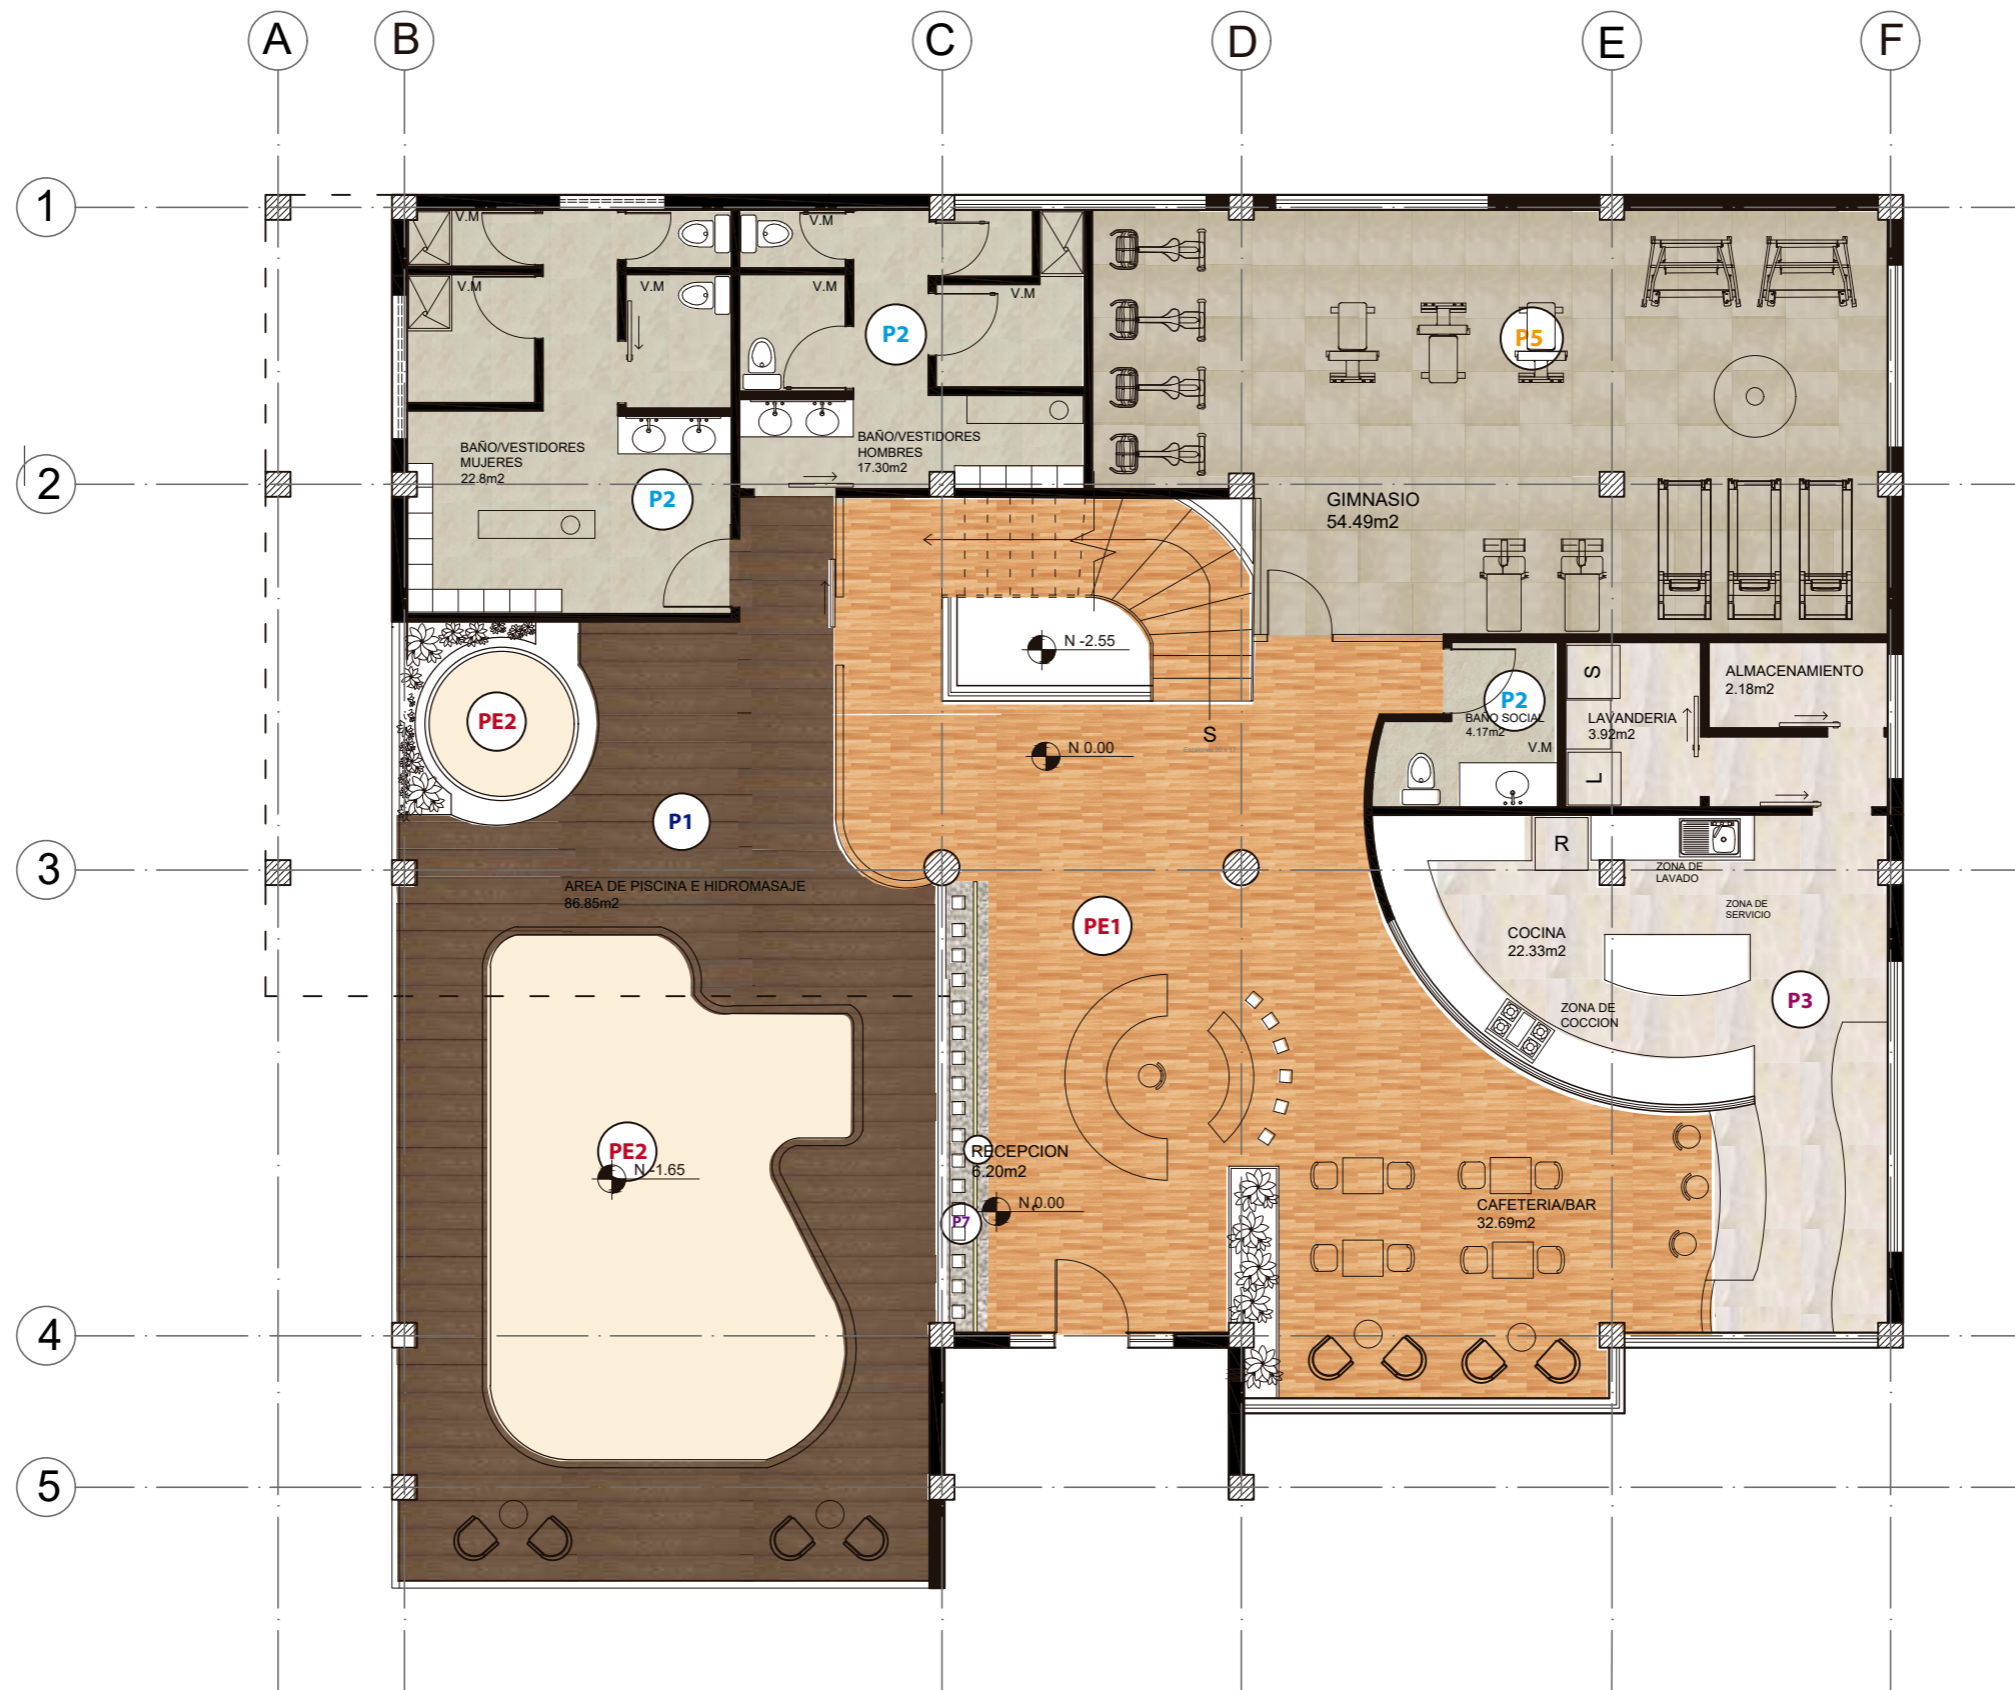 A
B
C
D
E
F
1
2
3
4
5
V.M
V.M
V.M
V.M
V.M
V.M
P2
P5
BAÑO/VESTIDORES
MUJERES
22.8m2
BAÑO/VESTIDORES
HOMBRES
17.30m2
P2
GIMNASIO
54.49m2
N -2.55
S
ALMACENAMIENTO
2.18m2
P2
BAÑO SOCIAL
4.17m2
V.M
LAVANDERIA
3.92m2
L
PE2
S
N 0.00
P1
R
ZONA DE
LAVADO
AREA DE PISCINA E HIDROMASAJE
86.85m2
ZONA DE
SERVICIO
PE1
COCINA
22.33m2
P3
ZONA DE
COCCION
PE2
N -1.65
RECEPCION
6.20m2
N 0.00
P7
CAFETERIA/BAR
32.69m2